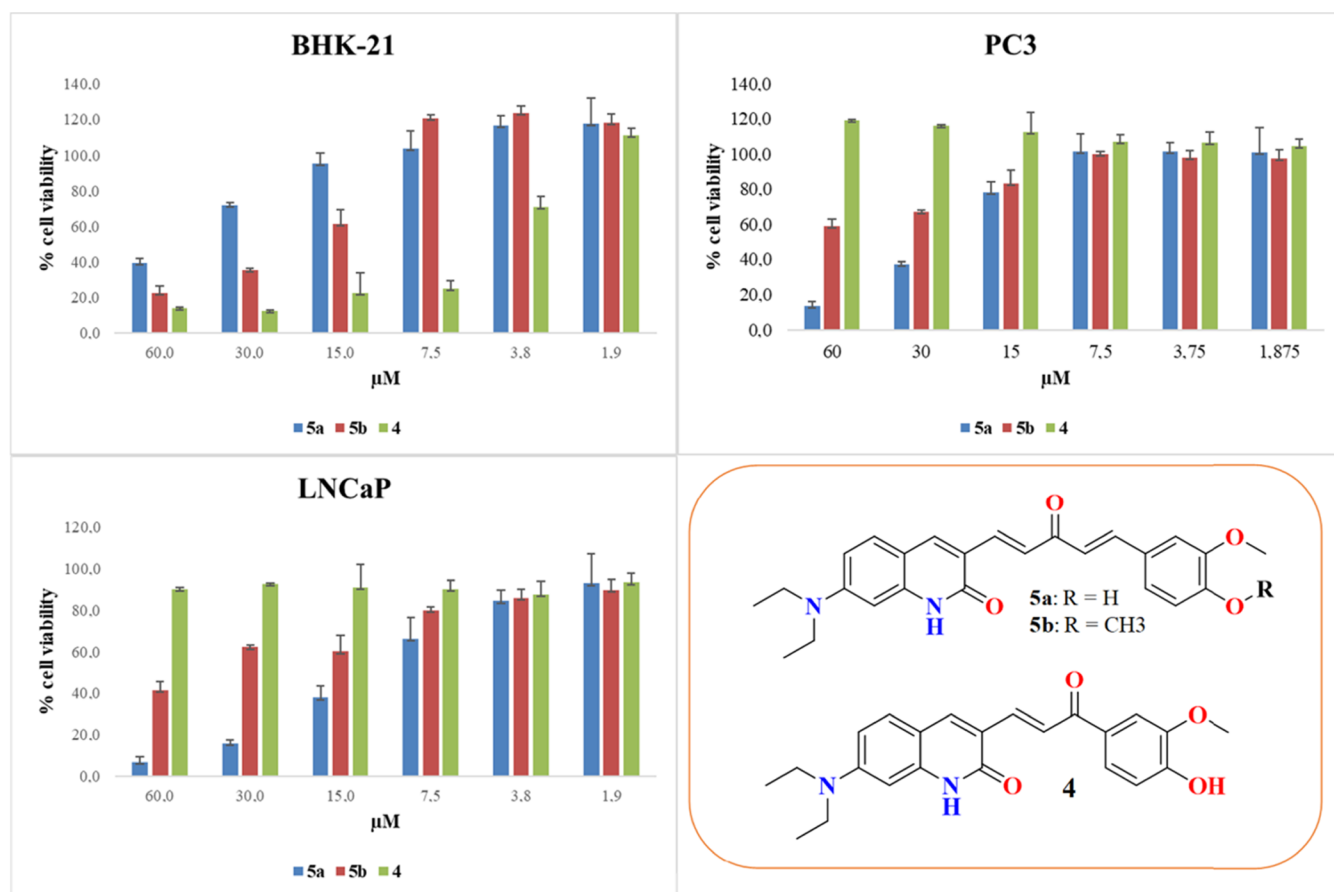 BHK-21
140.0
120.0
100.0
80.0
60.0
40.0
20.0
0.0
% cell viability
60.0 30.0 15.0 7.5 3.8 1.9
µM
5a 5b 4
PC3
140.0
120.0
100.0
80.0
60.0
40.0
20.0
0.0
% cell viability
60 30 15 7.5 3.75 1.875
µM
5a 5b 4
LNCaP
120.0
100.0
80.0
60.0
40.0
20.0
0.0
% cell viability
60.0 30.0 15.0 7.5 3.8 1.9
µM
5a 5b 4
O
O
N N O O R
H
5a: R = H
5b: R = CH3
O
O
N N O OH
H
4